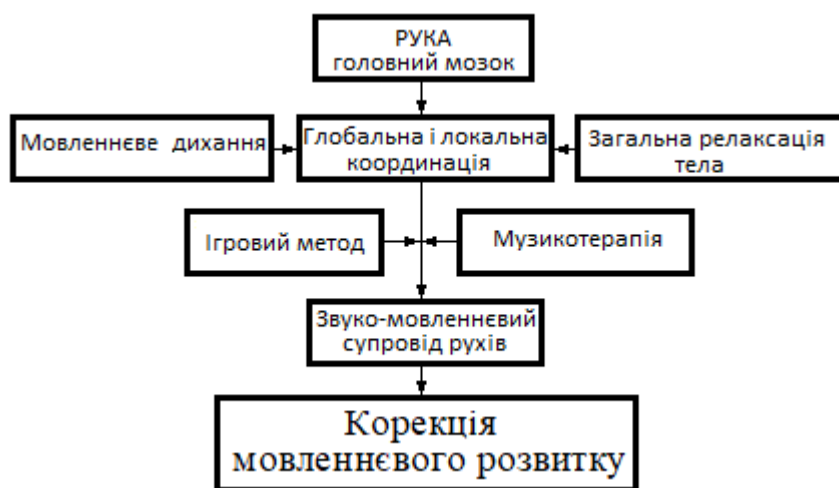 РУКА
головний мозок
Мовленнєве дихання
Глобальна і локальна
координація
Загальна релаксація
тела
Ігровий метод
Музикотерапія
Звуко-мовленнєвий
супровід рухів
Корекція
мовленнєвого розвитку